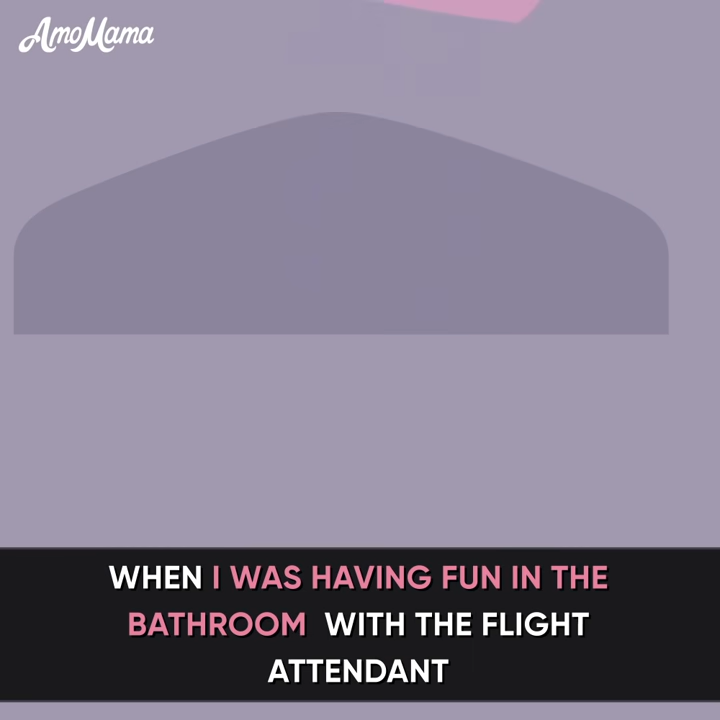 AmoMama
WHEN I WAS HAVING FUN IN THE
BATHROOM WITH THE FLIGHT
ATTENDANT